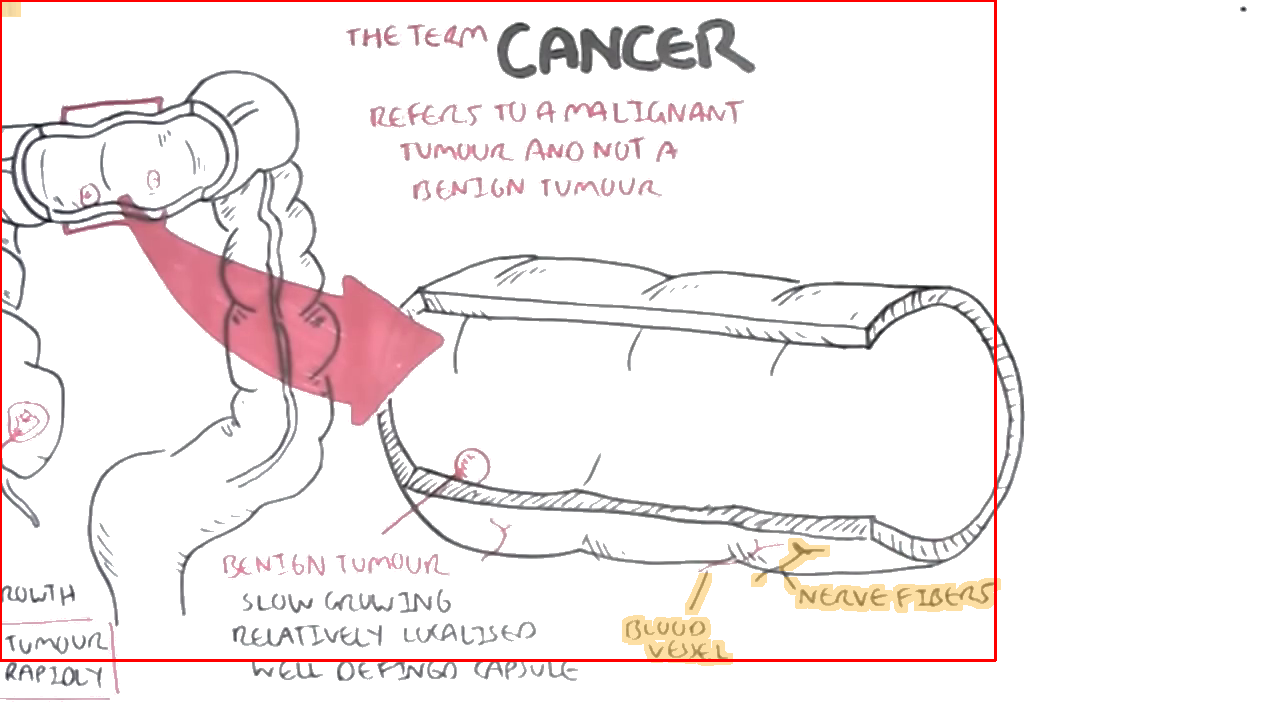 THE TERM CANCER
REFERS TO A MALIGNANT
TUMOUR AND NOT A
BENIGN TUMOUR
BENIGN TUMOUR
SLOW GROWING
RELATIVELY LOCALISED
WELL DEFINED CAPSULE
BLOOD
VESSEL
NERVE FIBERS
ROWTH
TUMOUR
RAPIDLY